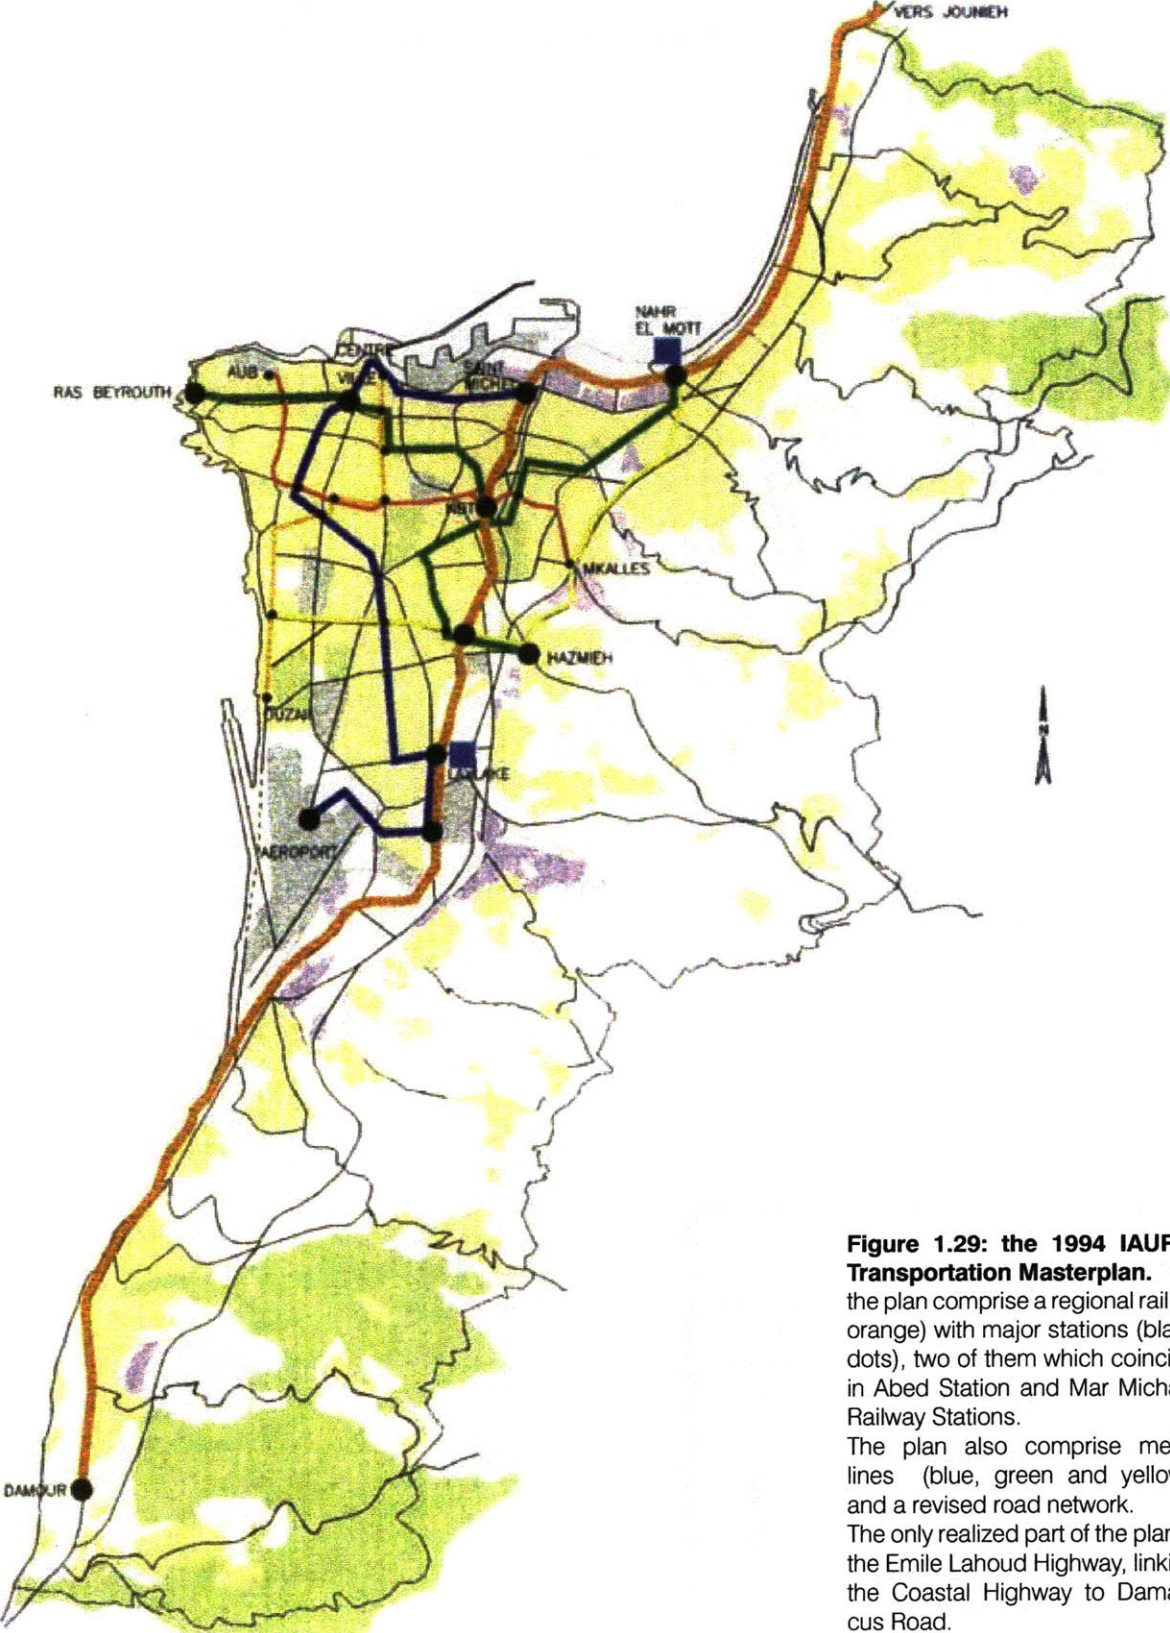 VERS JOUNIEH
NAHR
EL MOTT
CENTRE
VILLE
AUB
SAINT
MICHEL
RAS BEYROUTH
MKALLES
HAZMIEH
N
AEROPORT
DAMOUR
Figure 1.29: the 1994 IAUR
Transportation Masterplan.
the plan comprise a regional rail
orange) with major stations (bla
dots), two of them which coinci
in Abed Station and Mar Micha
Railway Stations.
The plan also comprise me
lines (blue, green and yellow
and a revised road network.
The only realized part of the plan
the Emile Lahoud Highway, linki
the Coastal Highway to Dama
cus Road.